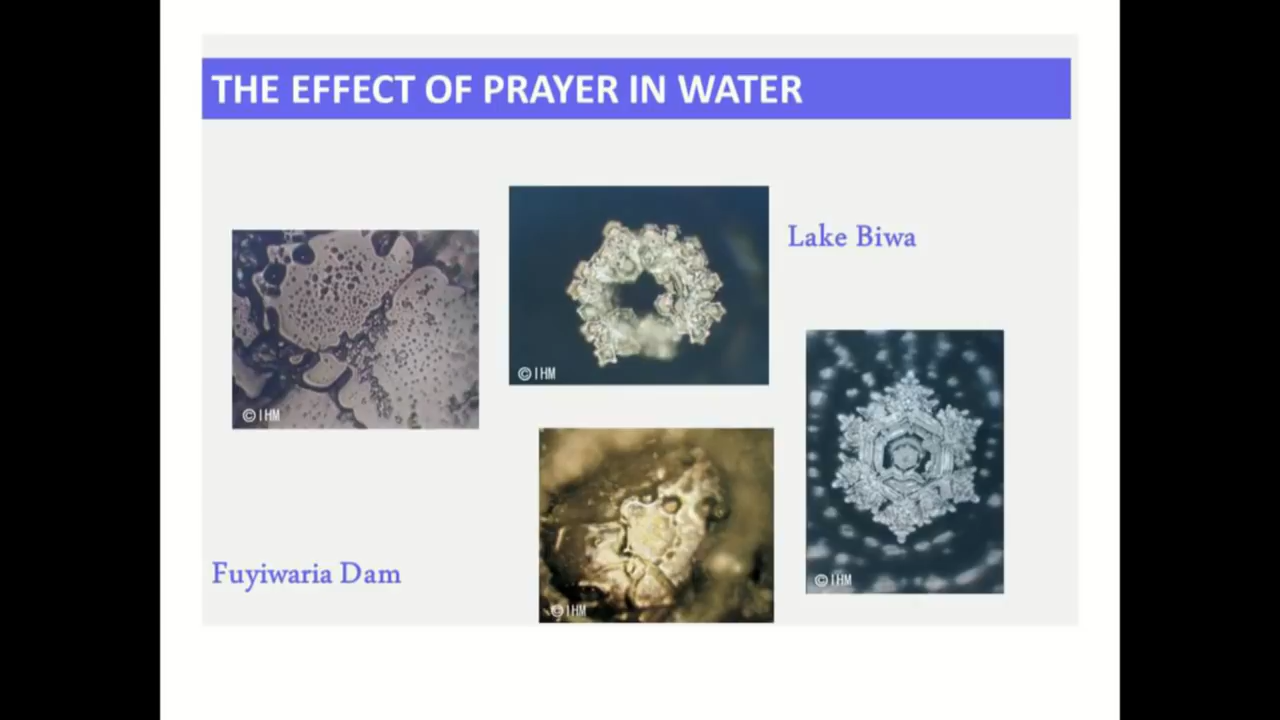 THE EFFECT OF PRAYER IN WATER
Lake Biwa
©IHM
©IHM
©IHM
Fuyiwaria Dam
©IHM